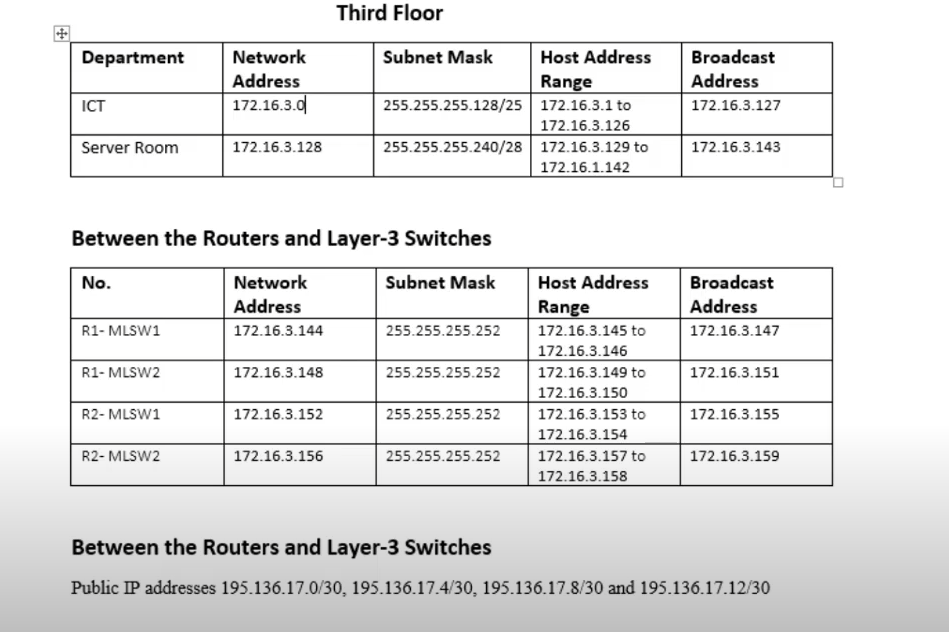 Third Floor
Department Network Address Subnet Mask Host Address Range Broadcast Address
ICT 172.16.3.0 255.255.255.128/25 172.16.3.1 to 172.16.3.126 172.16.3.127
Server Room 172.16.3.128 255.255.255.240/28 172.16.3.129 to 172.16.1.142 172.16.3.143
Between the Routers and Layer-3 Switches
No. Network Address Subnet Mask Host Address Range Broadcast Address
R1- MLSW1 172.16.3.144 255.255.255.252 172.16.3.145 to 172.16.3.146 172.16.3.147
R1- MLSW2 172.16.3.148 255.255.255.252 172.16.3.149 to 172.16.3.150 172.16.3.151
R2- MLSW1 172.16.3.152 255.255.255.252 172.16.3.153 to 172.16.3.154 172.16.3.155
R2- MLSW2 172.16.3.156 255.255.255.252 172.16.3.157 to 172.16.3.158 172.16.3.159
Between the Routers and Layer-3 Switches
Public IP addresses 195.136.17.0/30, 195.136.17.4/30, 195.136.17.8/30 and 195.136.17.12/30